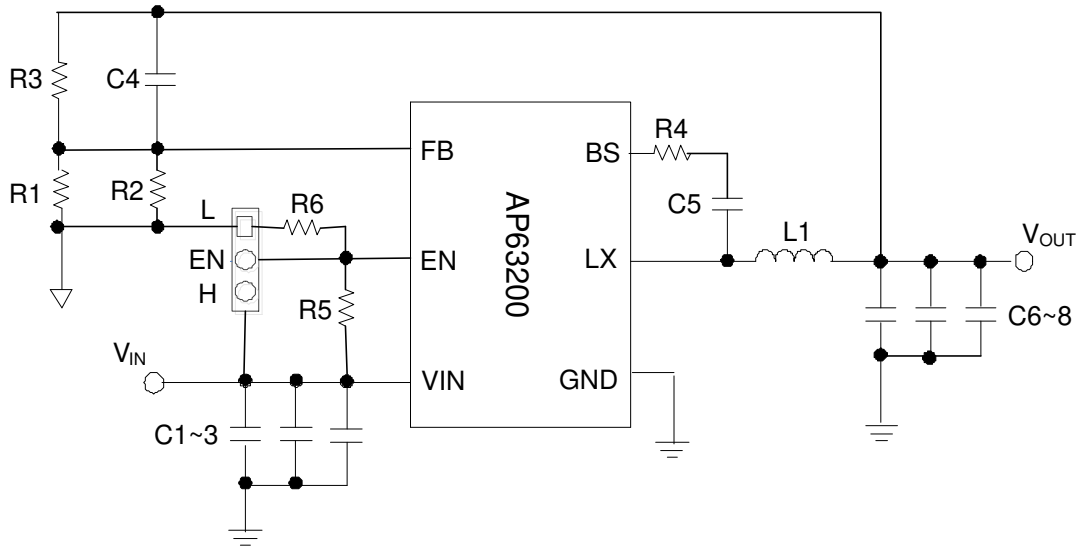 R3
C4
FB
BS
R4
R1
R2
L
R6
C5
L1
VOUT
EN
EN
LX
AP63200
H
R5
C6~8
VIN
VIN
GND
C1~3